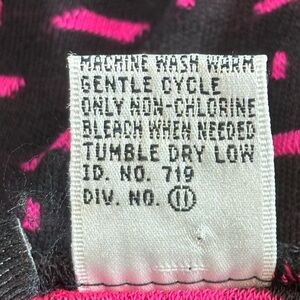 MACHINE WASH WARM
GENTLE CYCLE
ONLY NON-CHLORINE
BLEACH WHEN NEEDED
TUMBLE DRY LOW
ID. NO. 719
DIV. NO. ⑪